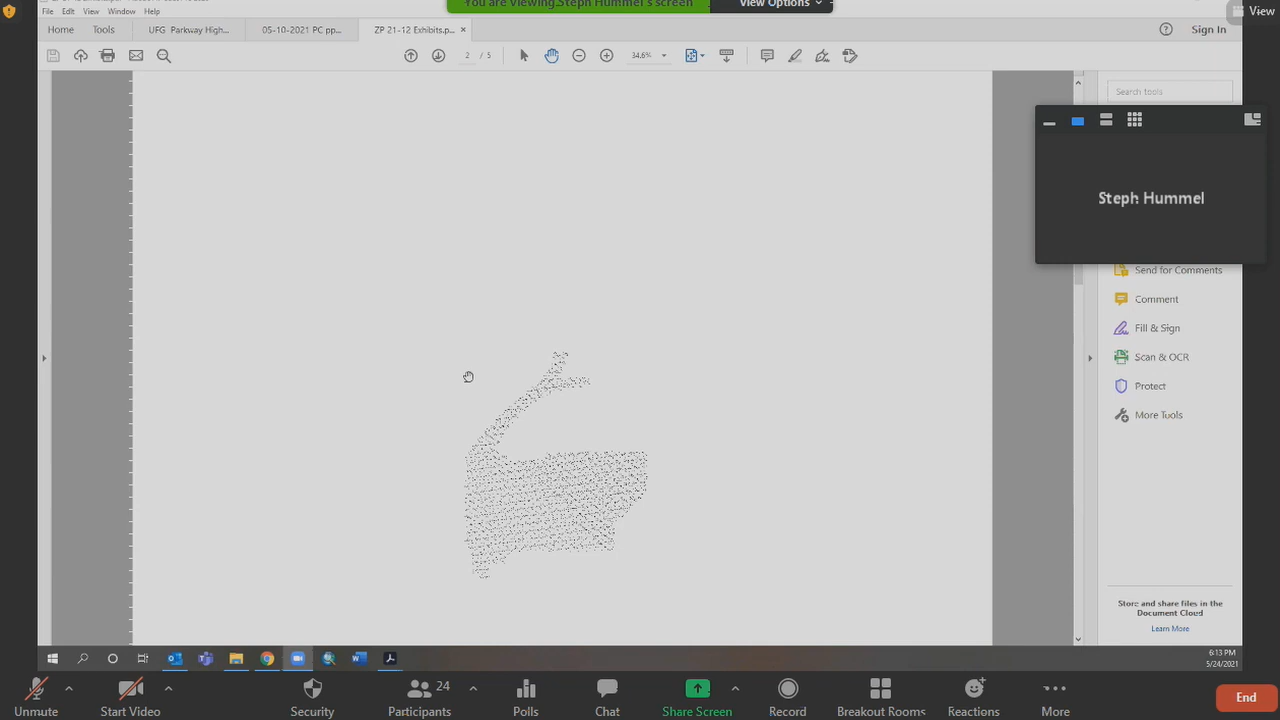 You are viewing Steph Hummel's screen
View Options
View
File Edit View Window Help
Home Tools UFG Parkway High... 05-10-2021 PC pp... ZP 21-12 Exhibits.p... × Sign In
2 / 5 34.6%
Search tools
Steph Hummel
Send for Comments
Comment
Fill & Sign
Scan & OCR
Protect
More Tools
Store and share files in the
Document Cloud
Learn More
6:13 PM
5/24/2021
24
Unmute Start Video Security Participants Polls Chat Share Screen Record Breakout Rooms Reactions More End